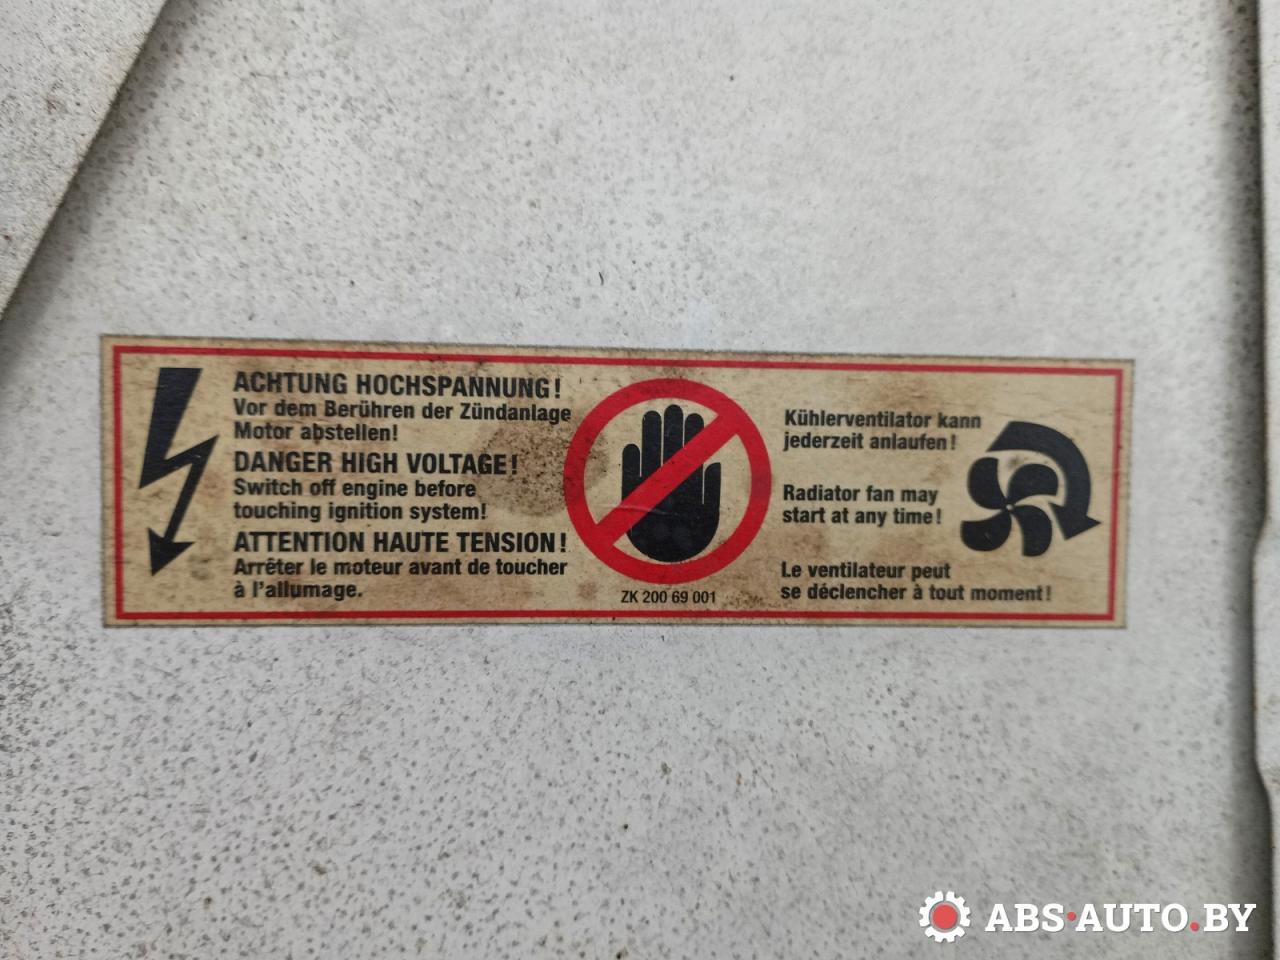 ACHTUNG HOCHSPANNUNG!
Vor dem Berühren der Zündanlage
Motor abstellen!
DANGER HIGH VOLTAGE!
Switch off engine before
touching ignition system!
ATTENTION HAUTE TENSION!
Arrêter le moteur avant de toucher
à l'allumage.
ZK 200 69 001
Kühlerventilator kann
jederzeit anlaufen!
Radiator fan may
start at any time!
Le ventilateur peut
se déclencher à tout moment!
ABS·AUTO.BY